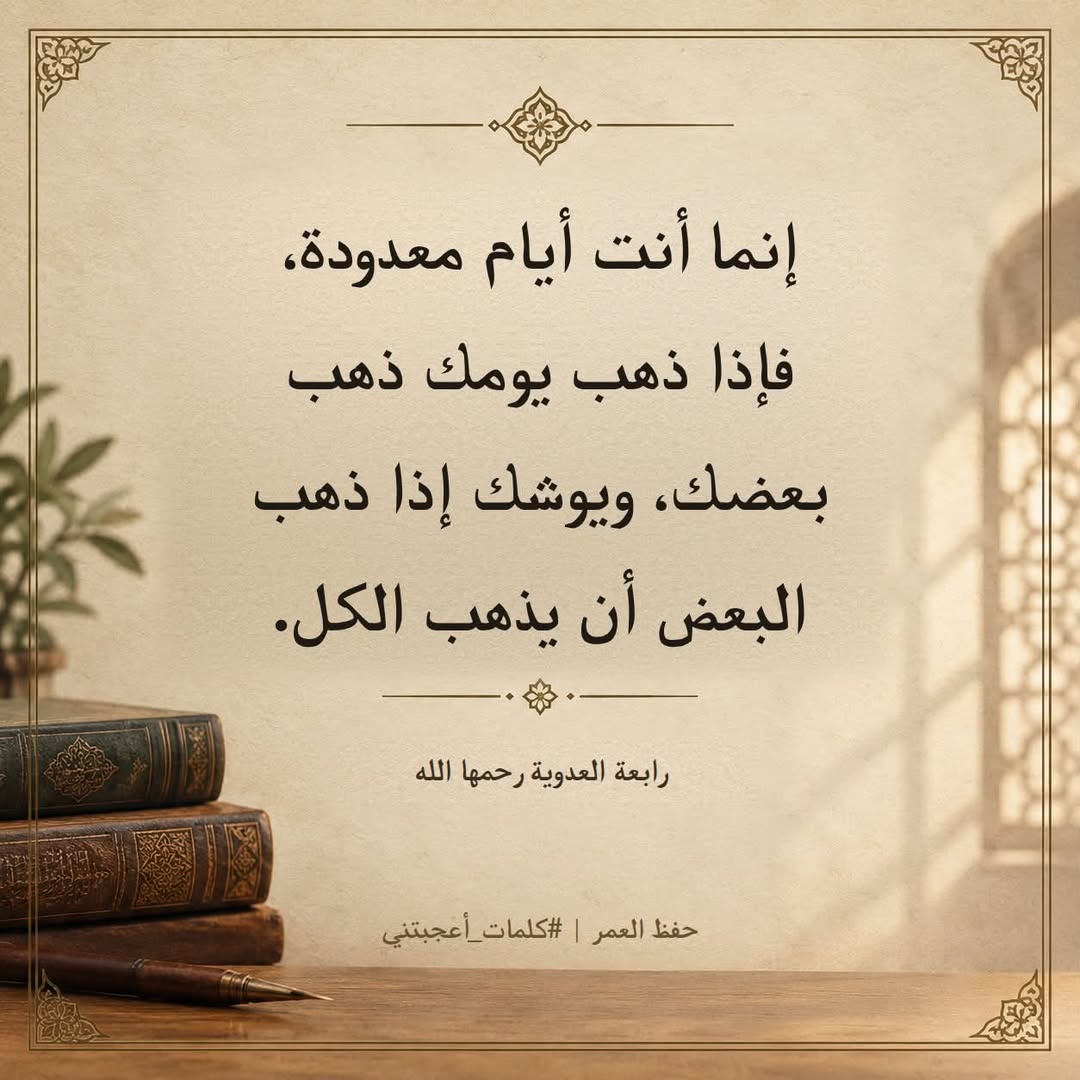 إنما أنت أيام معدودة،
فإذا ذهب يومك ذهب
بعضك، ويوشك إذا ذهب
البعض أن يذهب الكل.
رابعة العدوية رحمها الله
حفظ العمر | #كلمات_أعجبتني